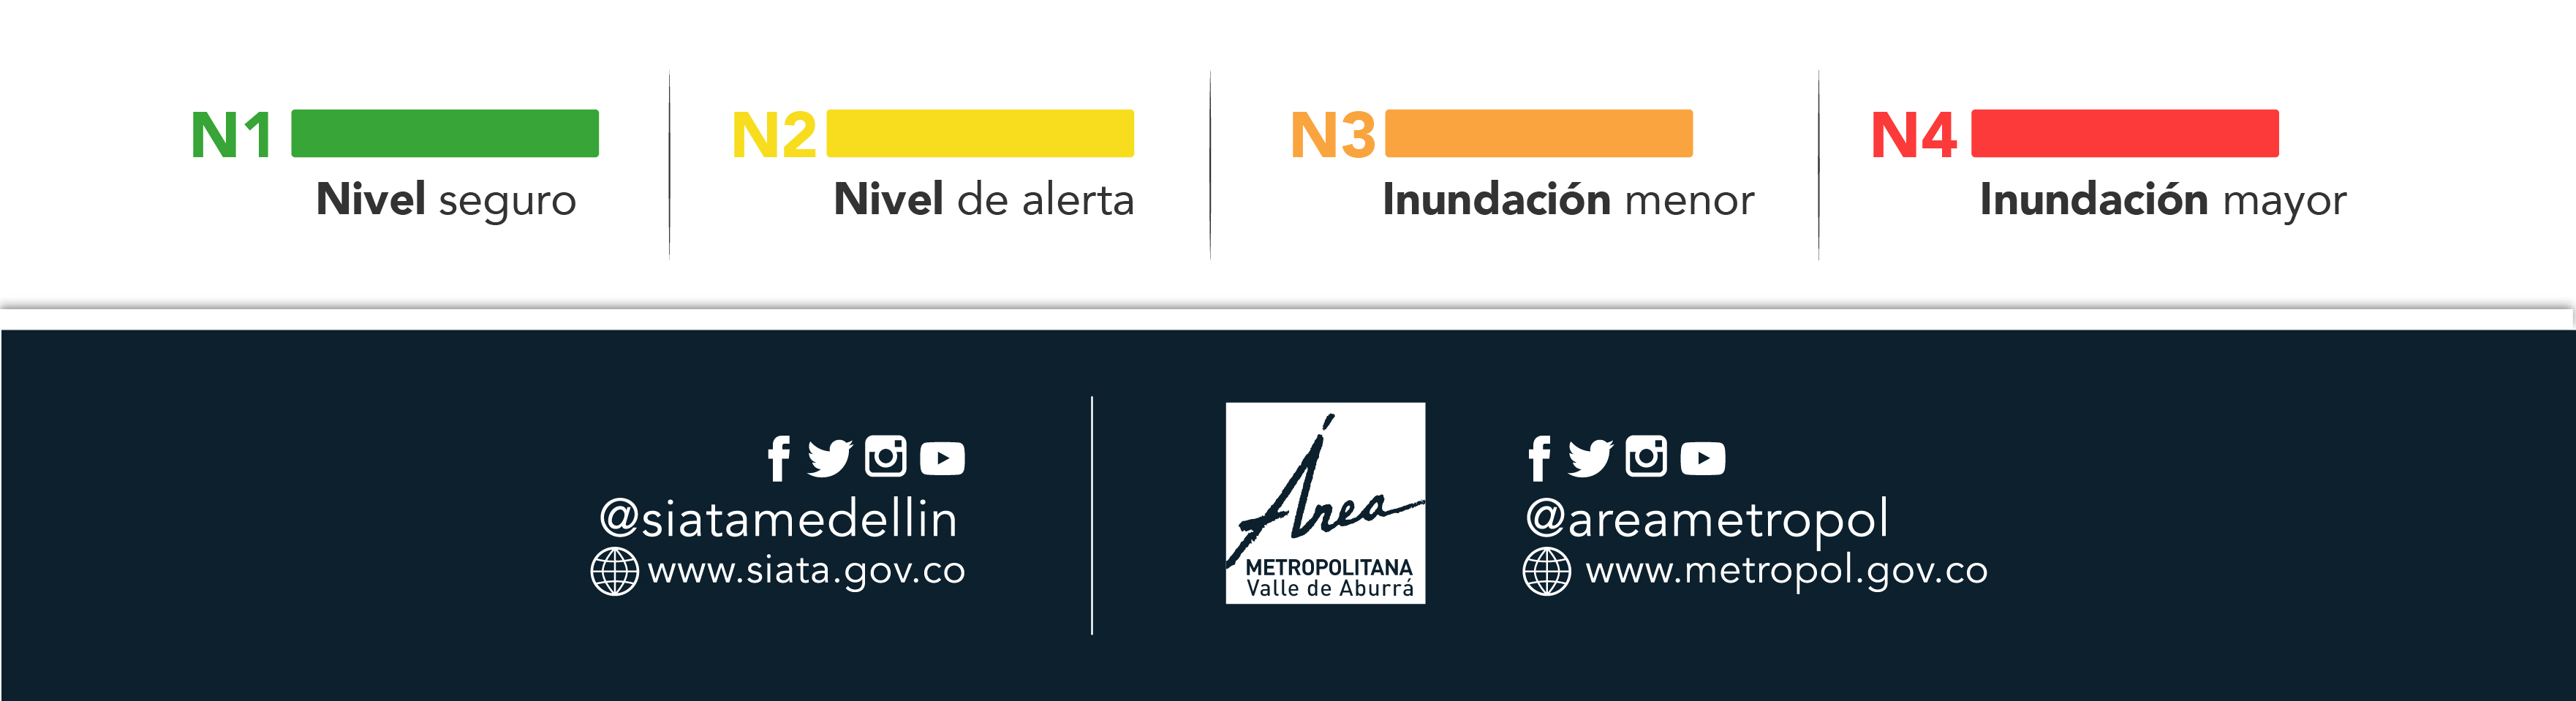 N1
Nivel seguro
N2
Nivel de alerta
N3
Inundación menor
N4
Inundación mayor
@siatamedellin
www.siata.gov.co
Área
METROPOLITANA
Valle de Aburrá
@areametropol
www.metropol.gov.co